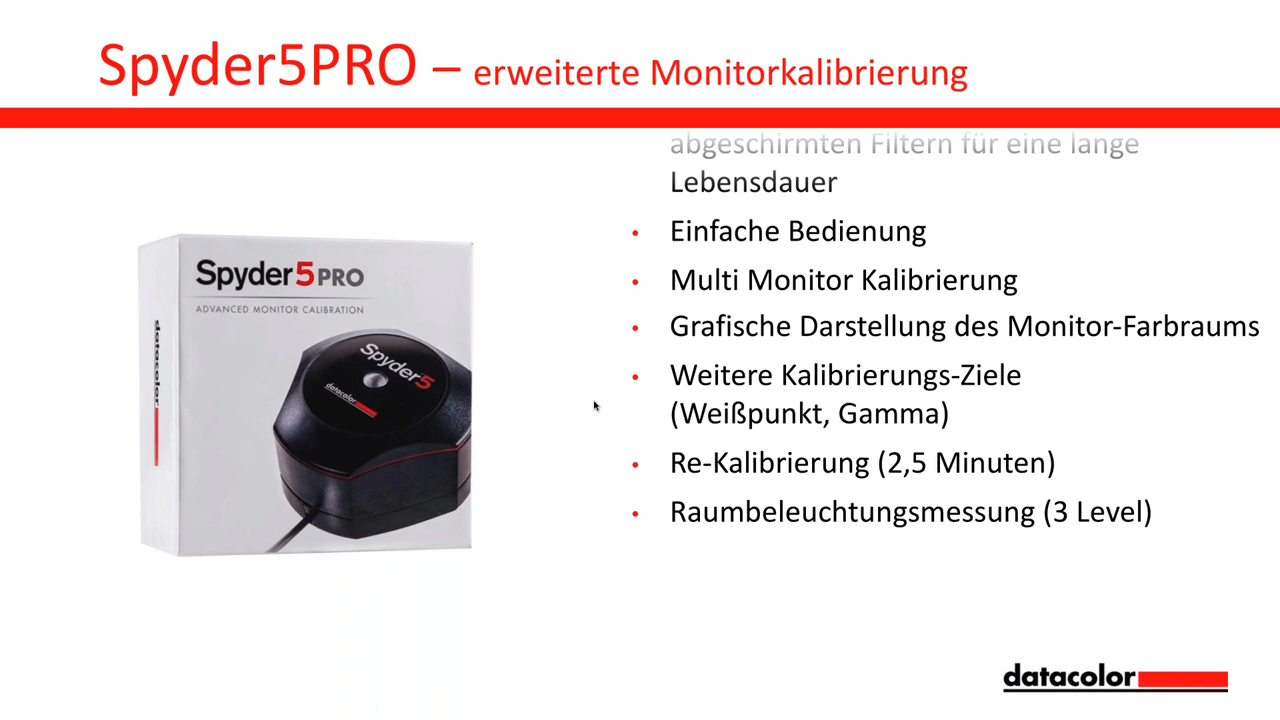 Spyder5PRO – erweiterte Monitorkalibrierung
abgeschirmten Filtern für eine lange
Lebensdauer
• Einfache Bedienung
• Multi Monitor Kalibrierung
• Grafische Darstellung des Monitor-Farbraums
• Weitere Kalibrierungs-Ziele
(Weißpunkt, Gamma)
• Re-Kalibrierung (2,5 Minuten)
• Raumbeleuchtungsmessung (3 Level)
Spyder5PRO
ADVANCED MONITOR CALIBRATION
datacolor
Spyder5
datacolor
datacolor